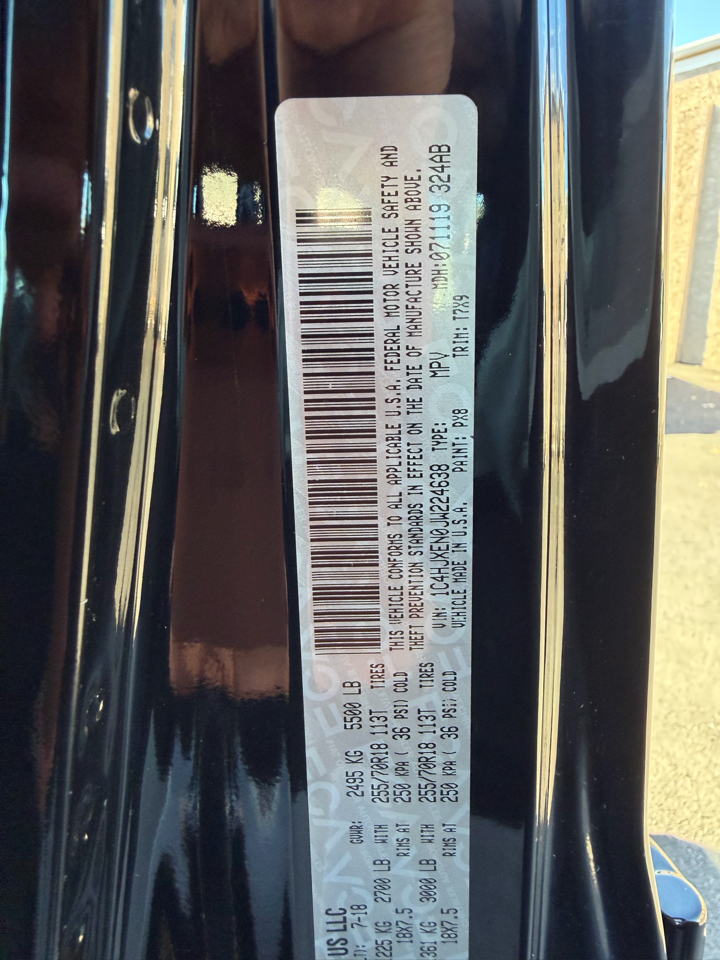 US LLC
7-18 GVWR: 2495 KG 5500 LB
225 KG 2700 LB WITH 255/70R18 113T TIRES
18X7.5 RIMS AT 250 KPA ( 36 PSI) COLD
361 KG 3000 LB WITH 255/70R18 113T TIRES
18X7.5 RIMS AT 250 KPA ( 36 PSI) COLD
THIS VEHICLE CONFORMS TO ALL APPLICABLE U.S.A. FEDERAL MOTOR VEHICLE SAFETY AND
THEFT PREVENTION STANDARDS IN EFFECT ON THE DATE OF MANUFACTURE SHOWN ABOVE.
VIN: 1C4HJXEN0JW224638 TYPE: MPV MDH:071119 324AB
VEHICLE MADE IN U.S.A. PAINT: PX8 TRIM: T7X9